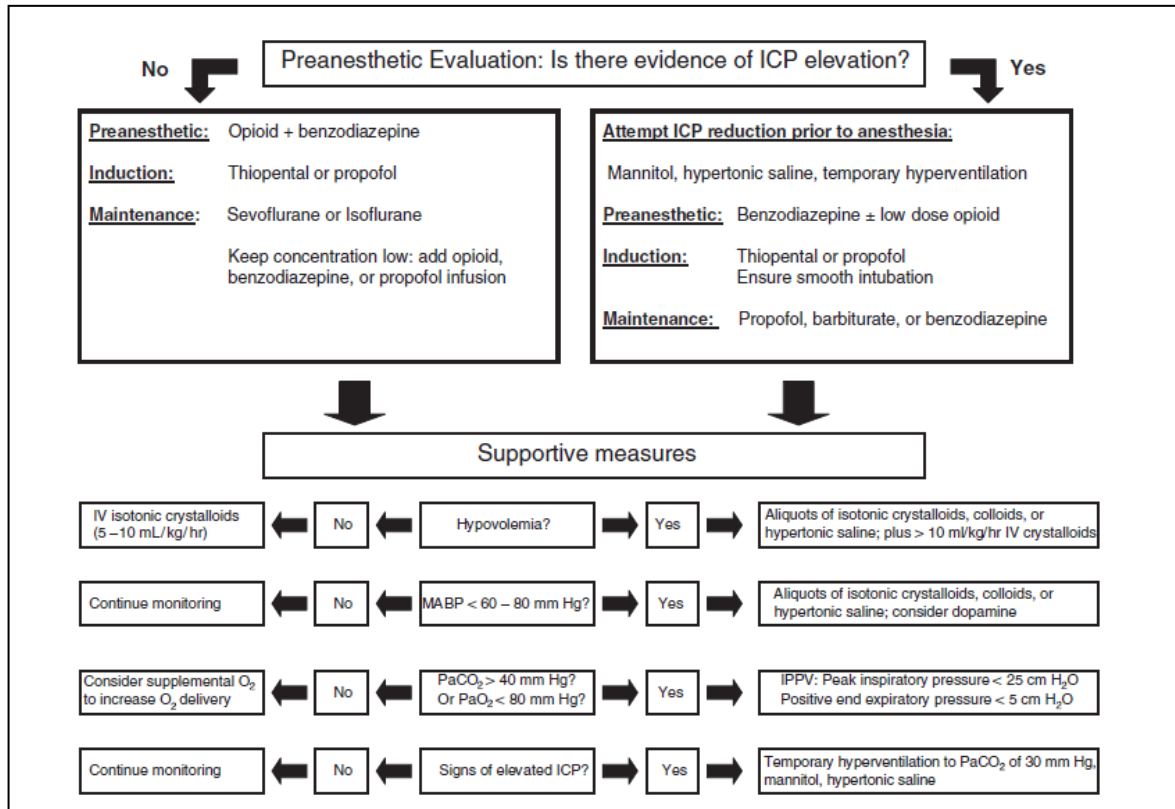 Preanesthetic Evaluation: Is there evidence of ICP elevation?
No
Yes
Preanesthetic: Opioid + benzodiazepine
Induction: Thiopental or propofol
Maintenance: Sevoflurane or Isoflurane
Keep concentration low: add opioid,
benzodiazepine, or propofol infusion
Attempt ICP reduction prior to anesthesia:
Mannitol, hypertonic saline, temporary hyperventilation
Preanesthetic: Benzodiazepine ± low dose opioid
Induction: Thiopental or propofol
Ensure smooth intubation
Maintenance: Propofol, barbiturate, or benzodiazepine
Supportive measures
IV isotonic crystalloids
(5–10 mL/kg/hr)
No
Hypovolemia?
Yes
Aliquots of isotonic crystalloids, colloids, or
hypertonic saline; plus > 10 ml/kg/hr IV crystalloids
Continue monitoring
No
MABP < 60 – 80 mm Hg?
Yes
Aliquots of isotonic crystalloids, colloids, or
hypertonic saline; consider dopamine
Consider supplemental O₂
to increase O₂ delivery
No
PaCO₂ > 40 mm Hg?
Or PaO₂ < 80 mm Hg?
Yes
IPPV: Peak inspiratory pressure < 25 cm H₂O
Positive end expiratory pressure < 5 cm H₂O
Continue monitoring
No
Signs of elevated ICP?
Yes
Temporary hyperventilation to PaCO₂ of 30 mm Hg,
mannitol, hypertonic saline